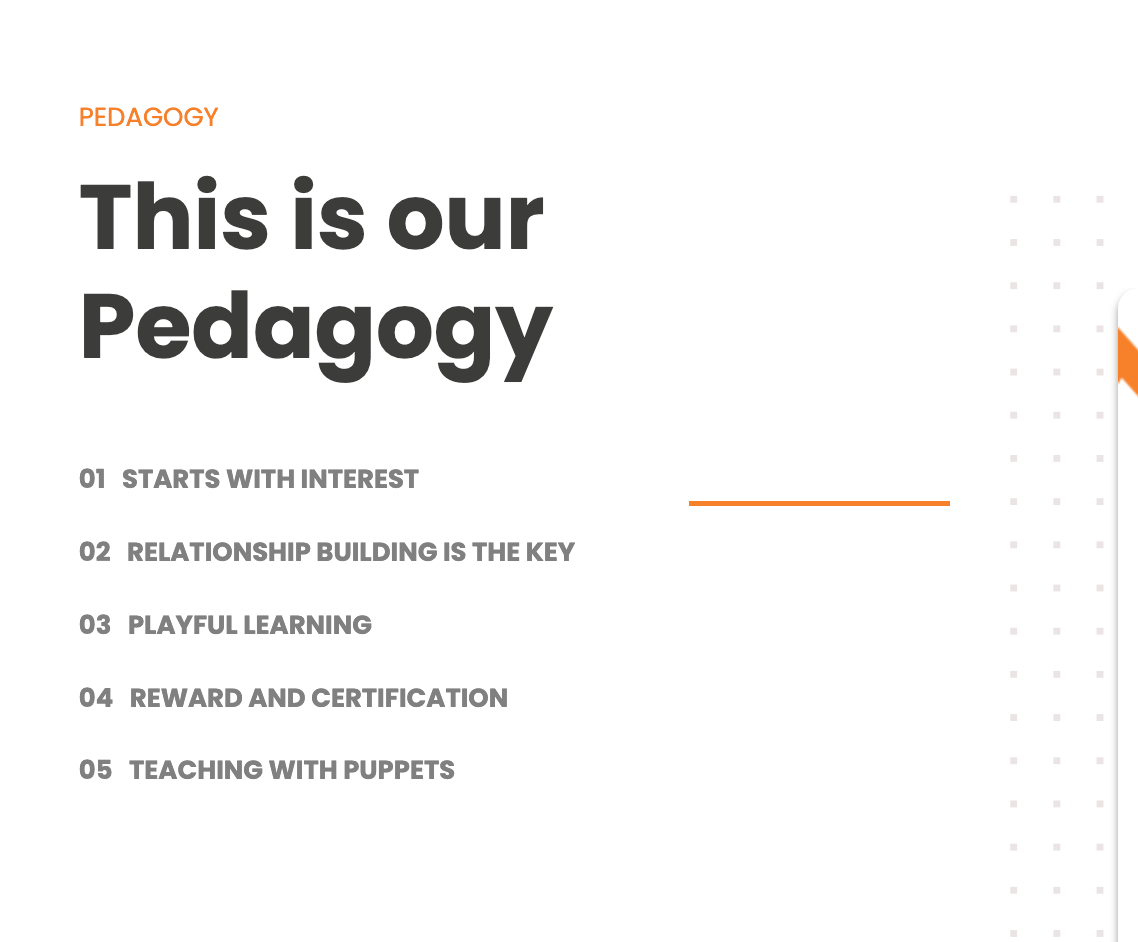 PEDAGOGY
This is our
Pedagogy
01 STARTS WITH INTEREST
02 RELATIONSHIP BUILDING IS THE KEY
03 PLAYFUL LEARNING
04 REWARD AND CERTIFICATION
05 TEACHING WITH PUPPETS